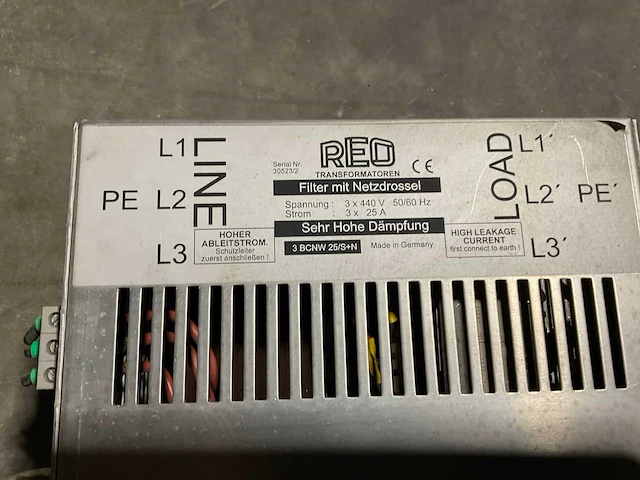 L1
L2
L3
PE
LINE
Serial Nr.
30523/2
REO
TRANSFORMATOREN
CE
Filter mit Netzdrossel
Spannung : 3 x 440 V 50/60 Hz
Strom : 3 x 25 A
Sehr Hohe Dämpfung
3 BCNW 25/S+N
Made in Germany
HOHER
ABLEITSTROM.
Schutzleiter
zuerst anschließen !
HIGH LEAKAGE
CURRENT
first connect to earth !
LOAD
L1´
L2´
L3´
PE´